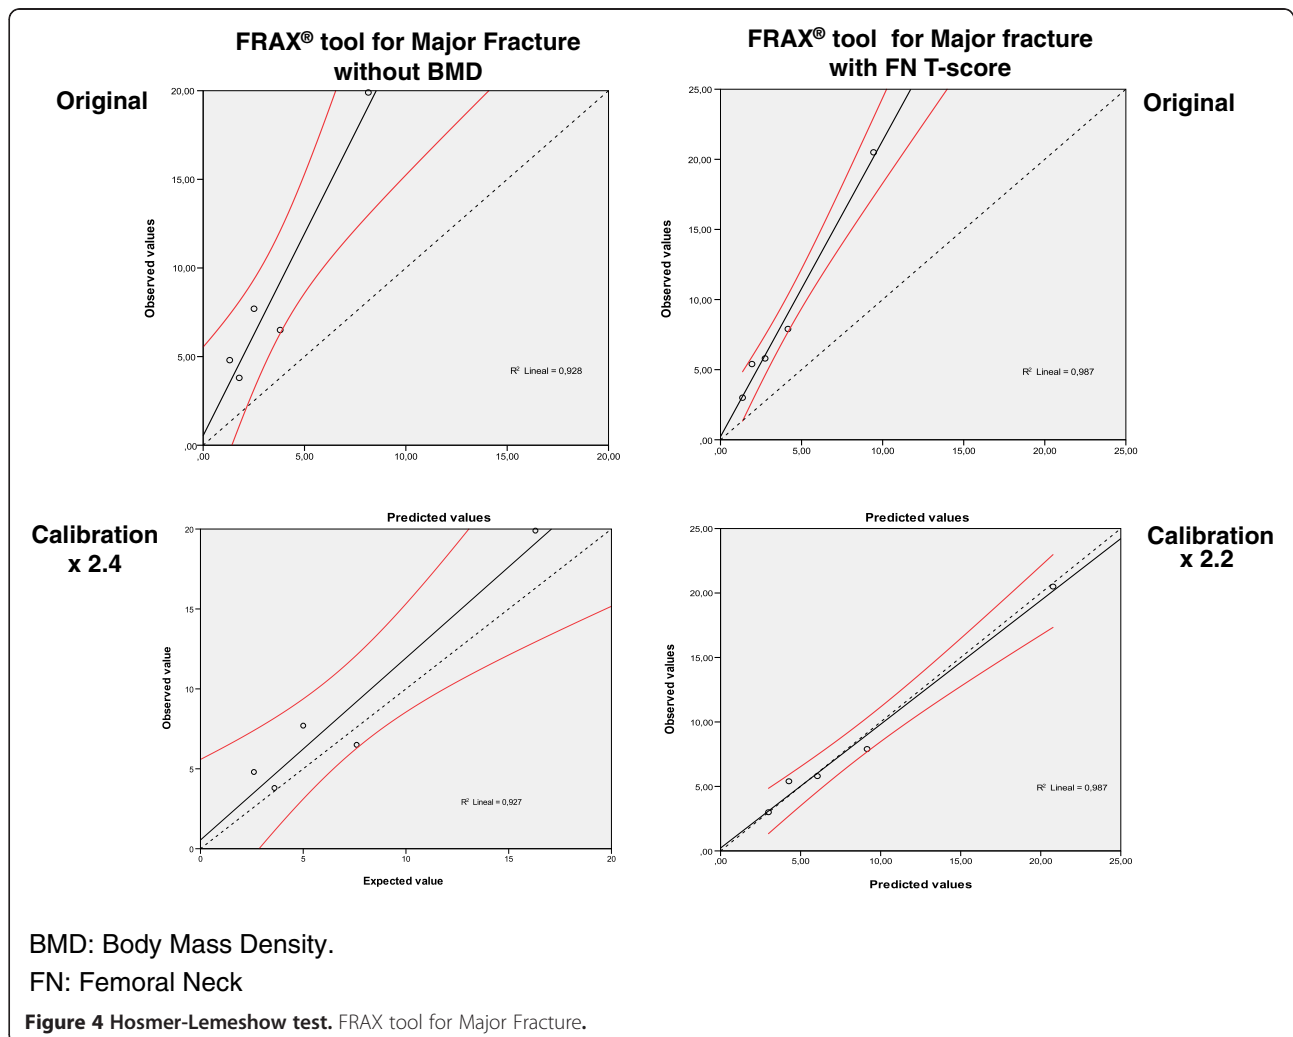 FRAX® tool for Major Fracture
without BMD
FRAX® tool for Major fracture
with FN T-score
Original
Original
20,00
15,00
10,00
5,00
,00
Observed values
R² Lineal = 0,928
,00 5,00 10,00 15,00 20,00
25,00
20,00
15,00
10,00
5,00
,00
Observed values
R² Lineal = 0,987
,00 5,00 10,00 15,00 20,00 25,00
Calibration
x 2.4
Predicted values
20
15
10
5
0
Observed value
R² Lineal = 0,927
0 5 10 15 20
Expected value
Predicted values
Calibration
x 2.2
25,00
20,00
15,00
10,00
5,00
,00
Observed values
R² Lineal = 0,987
,00 5,00 10,00 15,00 20,00 25,00
Predicted values
BMD: Body Mass Density.
FN: Femoral Neck
Figure 4 Hosmer-Lemeshow test. FRAX tool for Major Fracture.